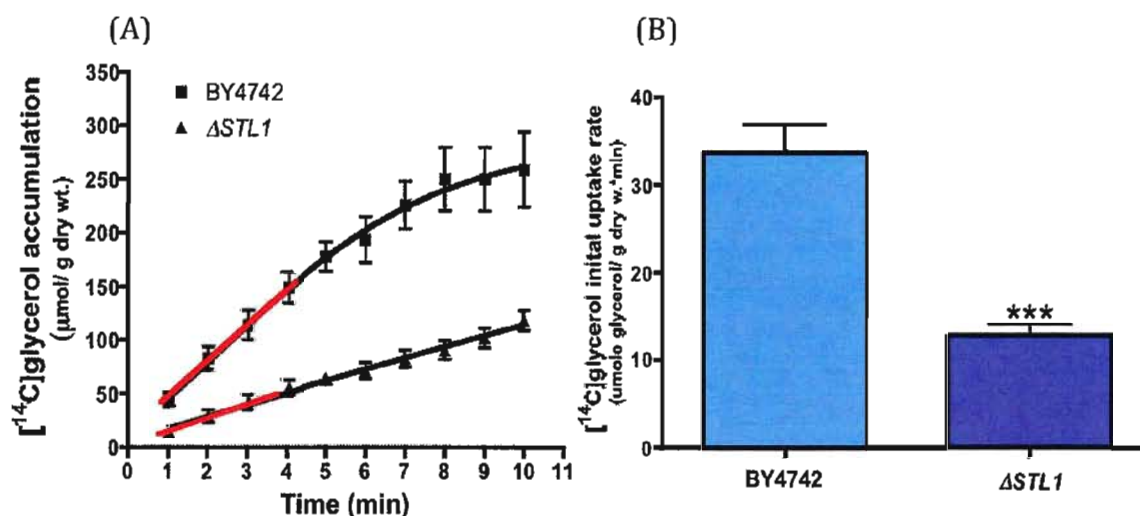 (A)
[¹⁴C]glycerol accumulation
(µmol/ g dry wt.)
350
300
250
200
150
100
50
0
BY4742
ΔSTL1
0 1 2 3 4 5 6 7 8 9 10 11
Time (min)
(B)
[¹⁴C]glycerol inital uptake rate
(umolo glycerol/ g dry w.*min)
40
30
20
10
0
***
BY4742
ΔSTL1